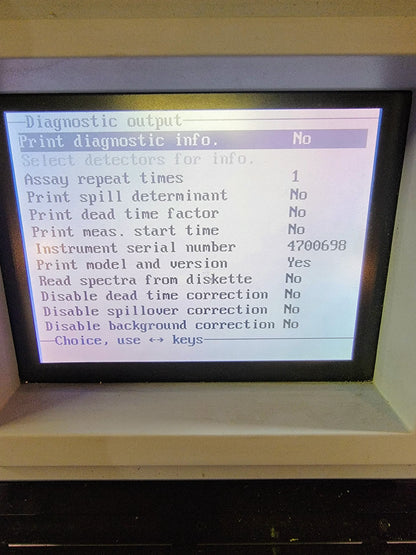 Diagnostic output
Print diagnostic info. No
Select detectors for info.
Assay repeat times 1
Print spill determinant No
Print dead time factor No
Print meas. start time No
Instrument serial number 4700698
Print model and version Yes
Read spectra from diskette No
Disable dead time correction No
Disable spillover correction No
Disable background correction No
Choice, use ↔ keys